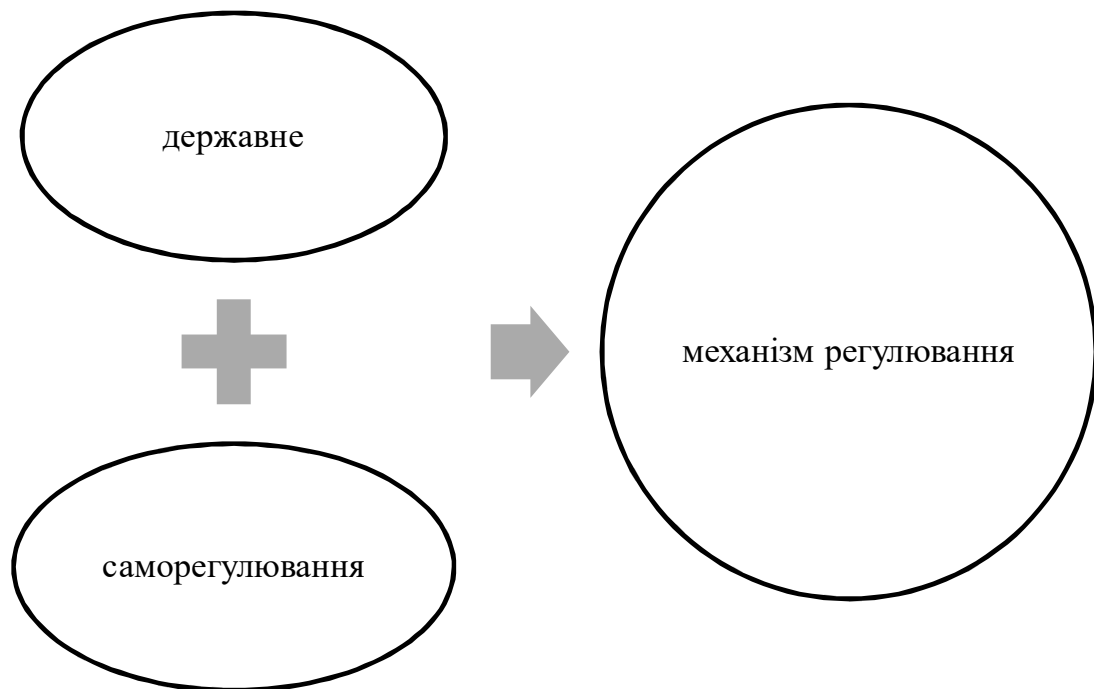 державне
механізм регулювання
саморегулювання